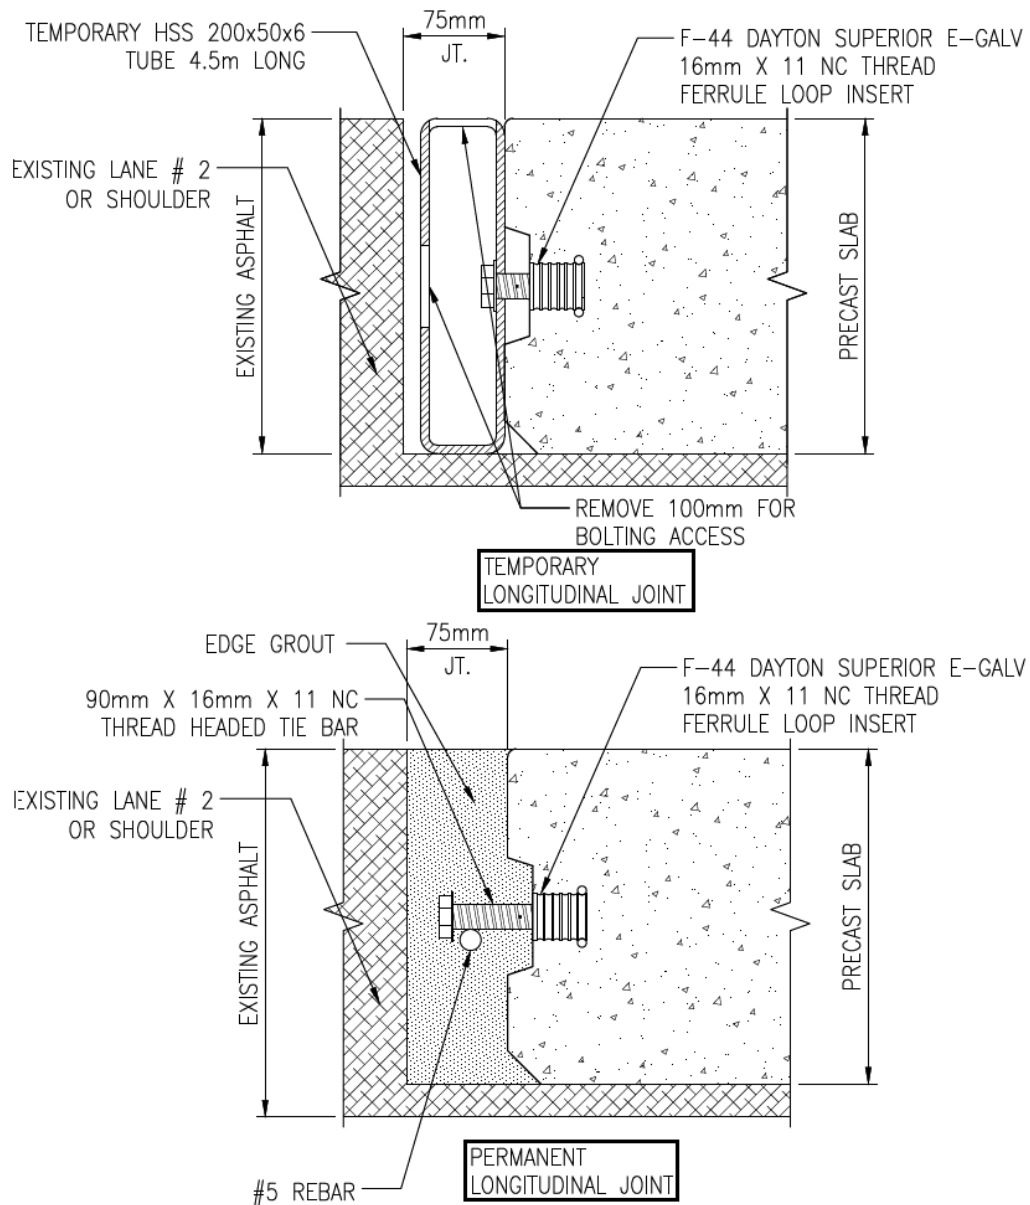 75mm
JT.
TEMPORARY HSS 200x50x6
TUBE 4.5m LONG
F-44 DAYTON SUPERIOR E-GALV
16mm X 11 NC THREAD
FERRULE LOOP INSERT
EXISTING LANE # 2
OR SHOULDER
EXISTING ASPHALT
PRECAST SLAB
REMOVE 100mm FOR
BOLTING ACCESS
TEMPORARY
LONGITUDINAL JOINT
75mm
JT.
EDGE GROUT
90mm X 16mm X 11 NC
THREAD HEADED TIE BAR
F-44 DAYTON SUPERIOR E-GALV
16mm X 11 NC THREAD
FERRULE LOOP INSERT
EXISTING LANE # 2
OR SHOULDER
EXISTING ASPHALT
PRECAST SLAB
PERMANENT
LONGITUDINAL JOINT
#5 REBAR